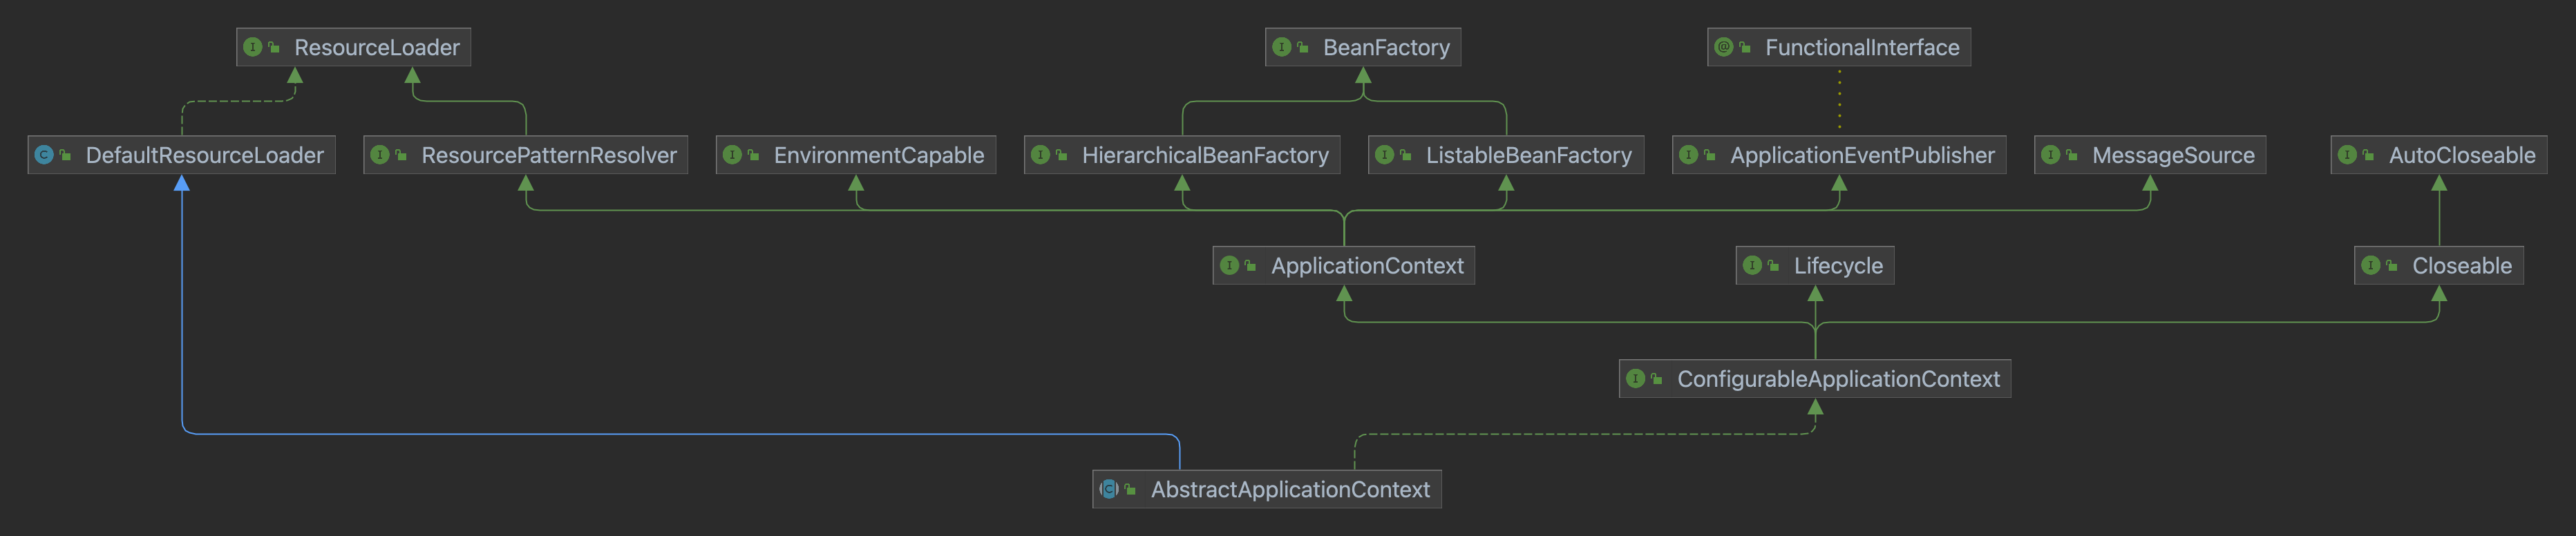 ResourceLoader
BeanFactory
FunctionalInterface
DefaultResourceLoader
ResourcePatternResolver
EnvironmentCapable
HierarchicalBeanFactory
ListableBeanFactory
ApplicationEventPublisher
MessageSource
AutoCloseable
ApplicationContext
Lifecycle
Closeable
ConfigurableApplicationContext
AbstractApplicationContext